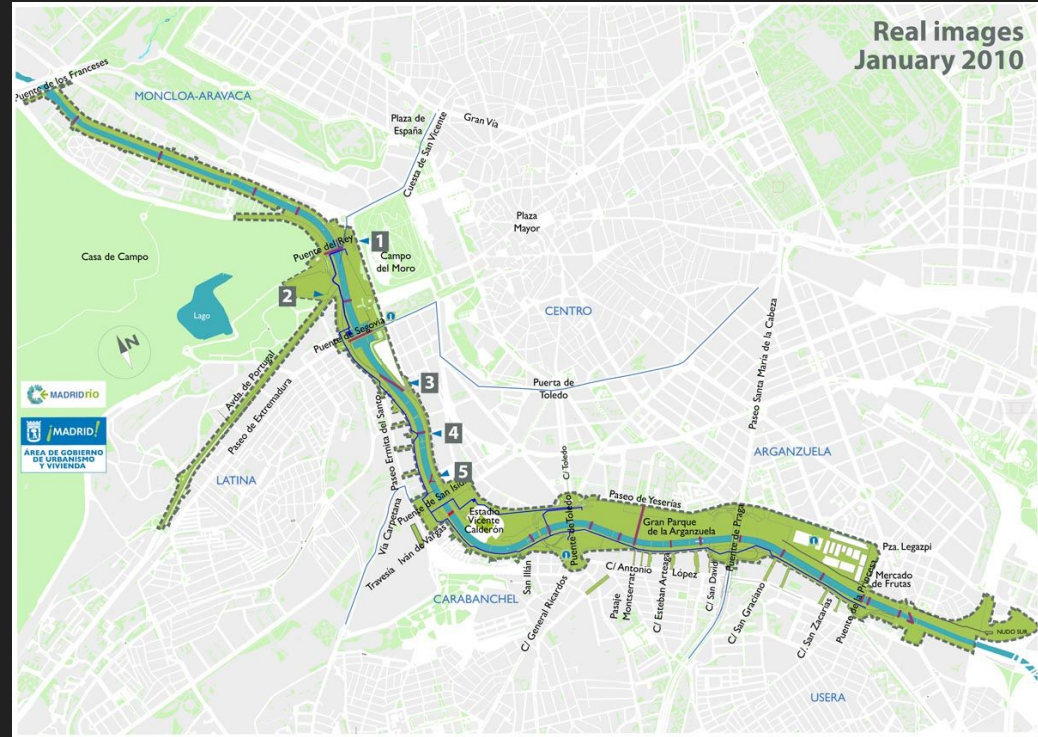 Real images
January 2010
Puente de los Franceses
MONCLOA-ARAVACA
Plaza de
España
Gran Vía
Cuesta de San Vicente
Plaza
Mayor
1
Puente del Rey
Campo
del Moro
Casa de Campo
2
Lago
CENTRO
Puente de Segovia
N
Avda de Portugal
Paseo de Extremadura
MADRID río
¡MADRID!
ÁREA DE GOBIERNO
DE URBANISMO
Y VIVIENDA
3
Puerta de
Toledo
Paseo Santa María de la Cabeza
Paseo Ermita del Santo
4
ARGANZUELA
5
LATINA
C/ Toledo
Puente de San Isidro
Paseo de Yeserías
Estadio
Vicente
Calderón
Vía Carpetana
Travesía Iván de Vargas
Puente de Toledo
Gran Parque
de la Arganzuela
Puente de Praga
Pza. Legazpi
Mercado
de Frutas
San Illán
C/ General Ricardos
C/ Antonio
López
Pasaje
Montserrat
C/ Esteban Arteaga
C/ San David
C/ San Graciano
C/. San Zacarias
Puente de la Princesa
CARABANCHEL
NUDO SUR
USERA